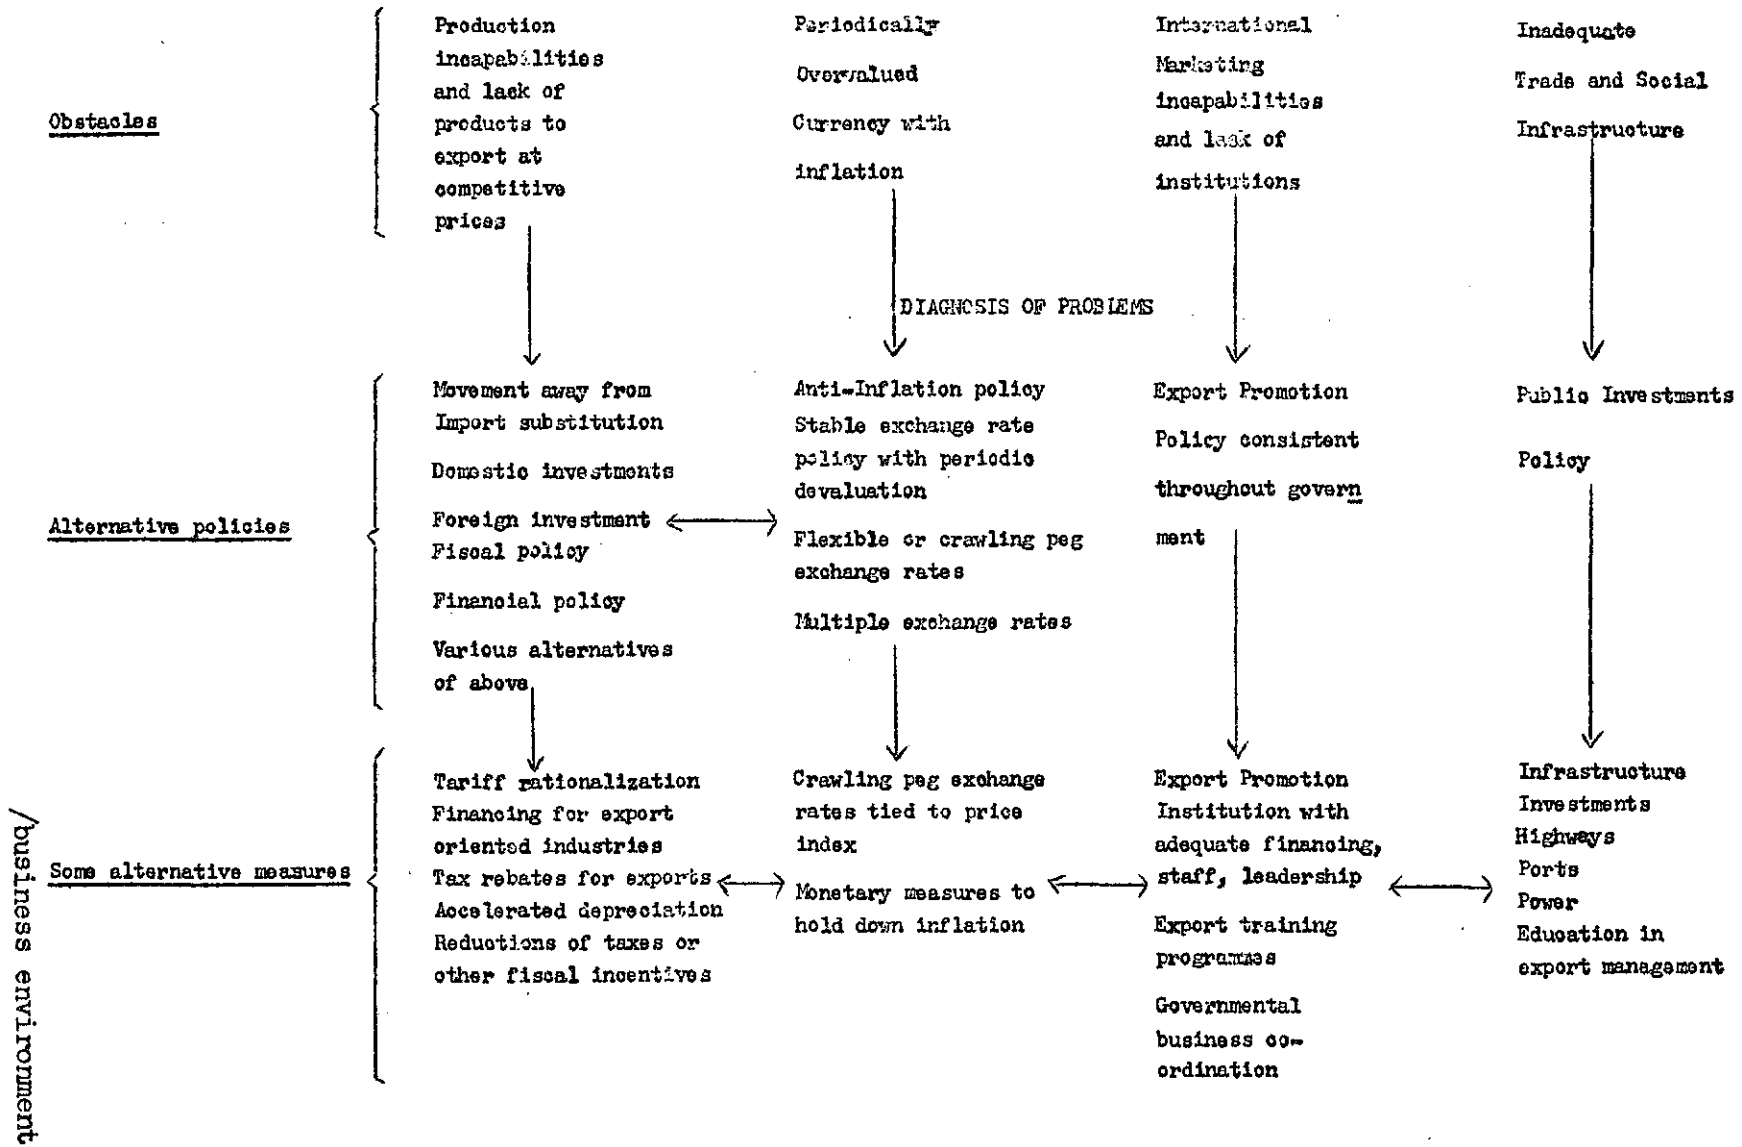 Obstacles
Production
incapabilities
and lack of
products to
export at
competitive
prices
Periodically
Overvalued
Currency with
inflation
International
Marketing
incapabilities
and lack of
institutions
Inadequate
Trade and Social
Infrastructure
DIAGNOSIS OF PROBLEMS
Alternative policies
Movement away from
Import substitution
Domestic investments
Foreign investment
Fiscal policy
Financial policy
Various alternatives
of above
Anti-Inflation policy
Stable exchange rate
policy with periodic
devaluation
Flexible or crawling peg
exchange rates
Multiple exchange rates
Export Promotion
Policy consistent
throughout govern
ment
Public Investments
Policy
Some alternative measures
Tariff rationalization
Financing for export
oriented industries
Tax rebates for exports
Accelerated depreciation
Reductions of taxes or
other fiscal incentives
Crawling peg exchange
rates tied to price
index
Monetary measures to
hold down inflation
Export Promotion
Institution with
adequate financing,
staff, leadership
Export training
programmes
Governmental
business co-
ordination
Infrastructure
Investments
Highways
Ports
Power
Education in
export management
/business environment